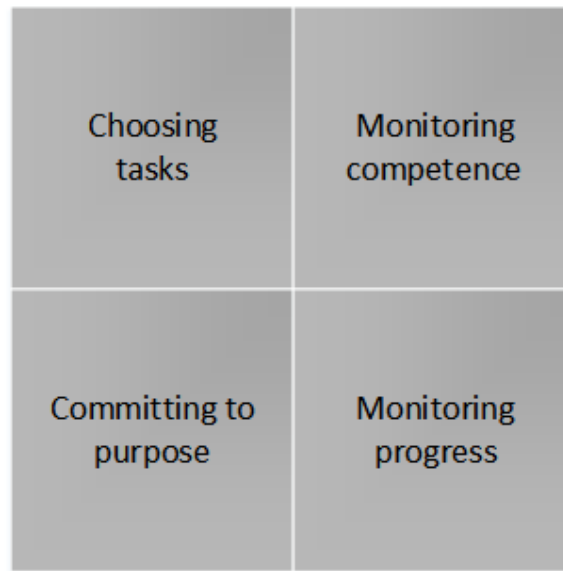 Choosing
tasks
Monitoring
competence
Committing to
purpose
Monitoring
progress